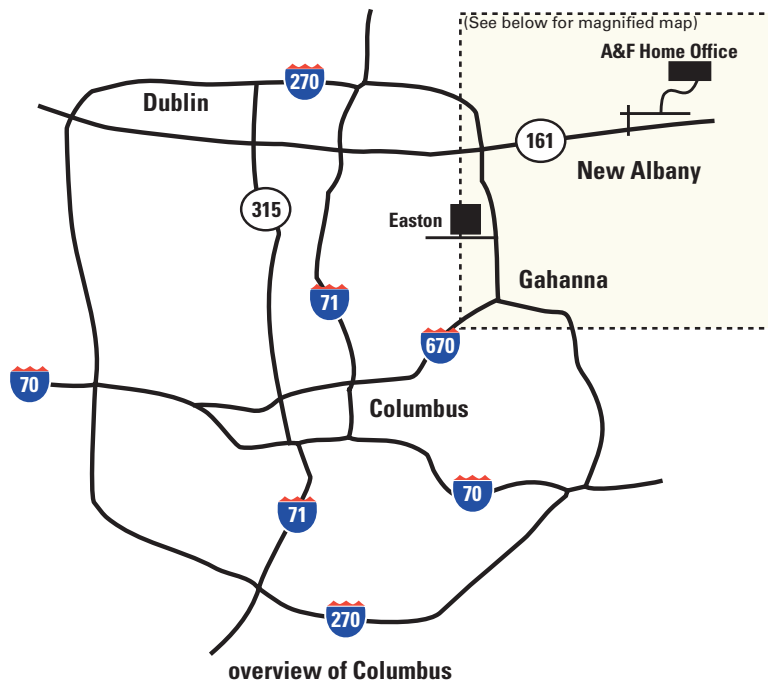 (See below for magnified map)
A&F Home Office
270
Dublin
161
New Albany
315
Easton
Gahanna
71
670
70
Columbus
70
71
270
overview of Columbus